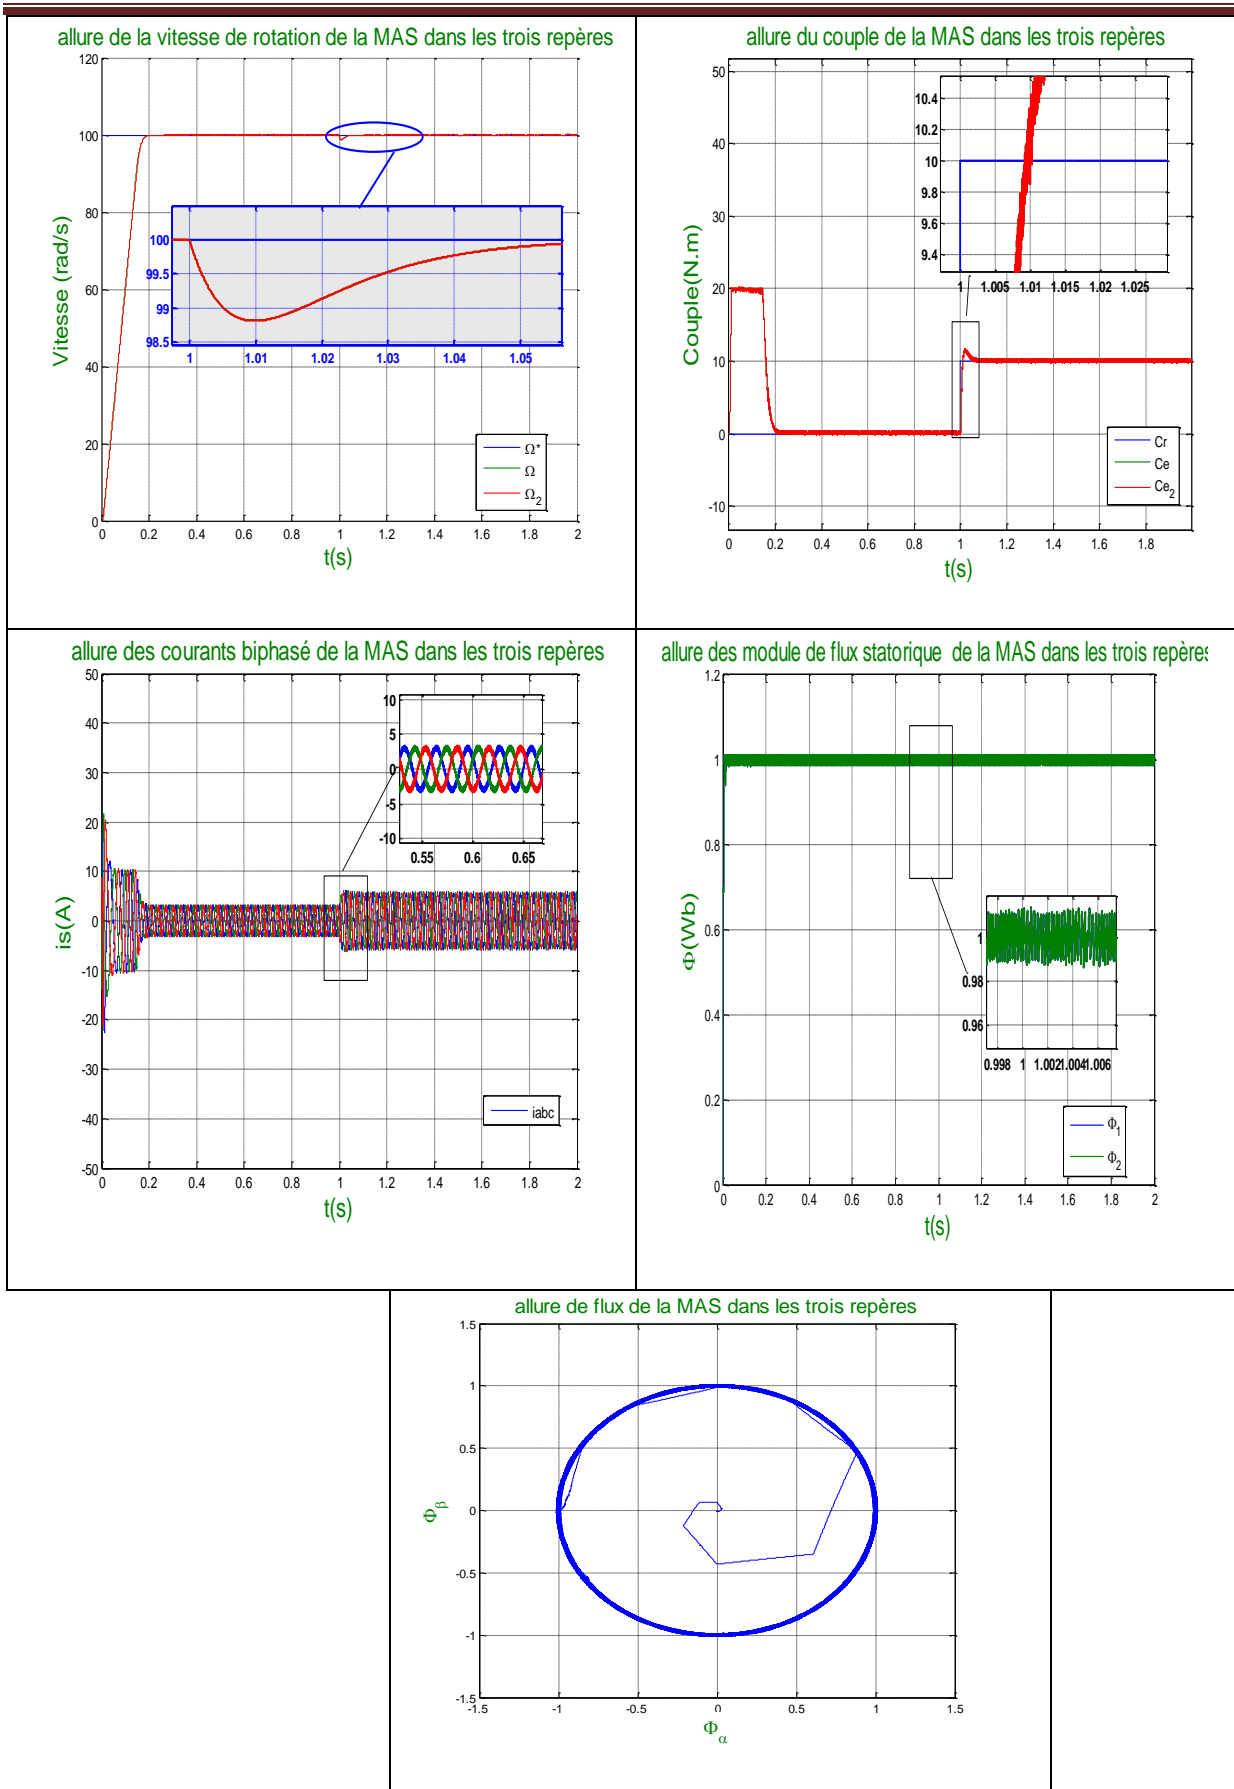 allure de la vitesse de rotation de la MAS dans les trois repères
120
100
80
60
40
20
0
Vitesse (rad/s)
100
99.5
99
98.5
1 1.01 1.02 1.03 1.04 1.05
Ω*
Ω
Ω2
0 0.2 0.4 0.6 0.8 1 1.2 1.4 1.6 1.8 2
t(s)
allure du couple de la MAS dans les trois repères
50
40
30
20
10
0
-10
Couple(N.m)
10.4
10.2
10
9.8
9.6
9.4
1 1.005 1.01 1.015 1.02 1.025
Cr
Ce
Ce2
0 0.2 0.4 0.6 0.8 1 1.2 1.4 1.6 1.8
t(s)
allure des courants biphasé de la MAS dans les trois repères
50
40
30
20
10
0
-10
-20
-30
-40
-50
is(A)
10
5
0
-5
-10
0.55 0.6 0.65
iabc
0 0.2 0.4 0.6 0.8 1 1.2 1.4 1.6 1.8 2
t(s)
allure des module de flux statorique de la MAS dans les trois repères
1.2
1
0.8
0.6
0.4
0.2
0
Φ(Wb)
1
0.98
0.96
0.998 1 1.002 1.004 1.006
Φ1
Φ2
0 0.2 0.4 0.6 0.8 1 1.2 1.4 1.6 1.8 2
t(s)
allure de flux de la MAS dans les trois repères
1.5
1
0.5
0
-0.5
-1
-1.5
Φβ
-1.5 -1 -0.5 0 0.5 1 1.5
Φα